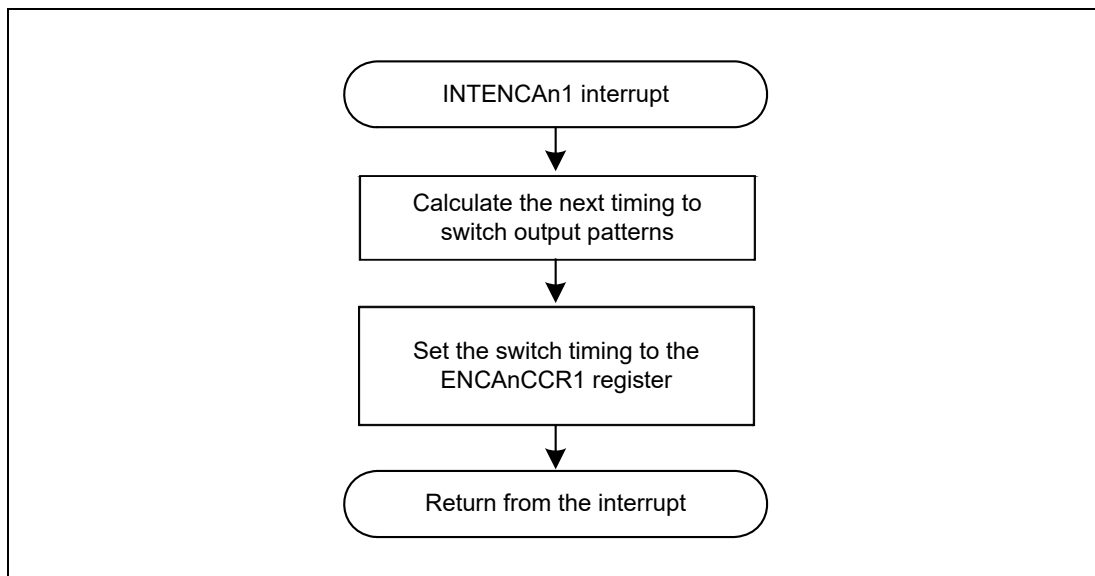 INTENCAn1 interrupt
Calculate the next timing to
switch output patterns
Set the switch timing to the
ENCAnCCR1 register
Return from the interrupt